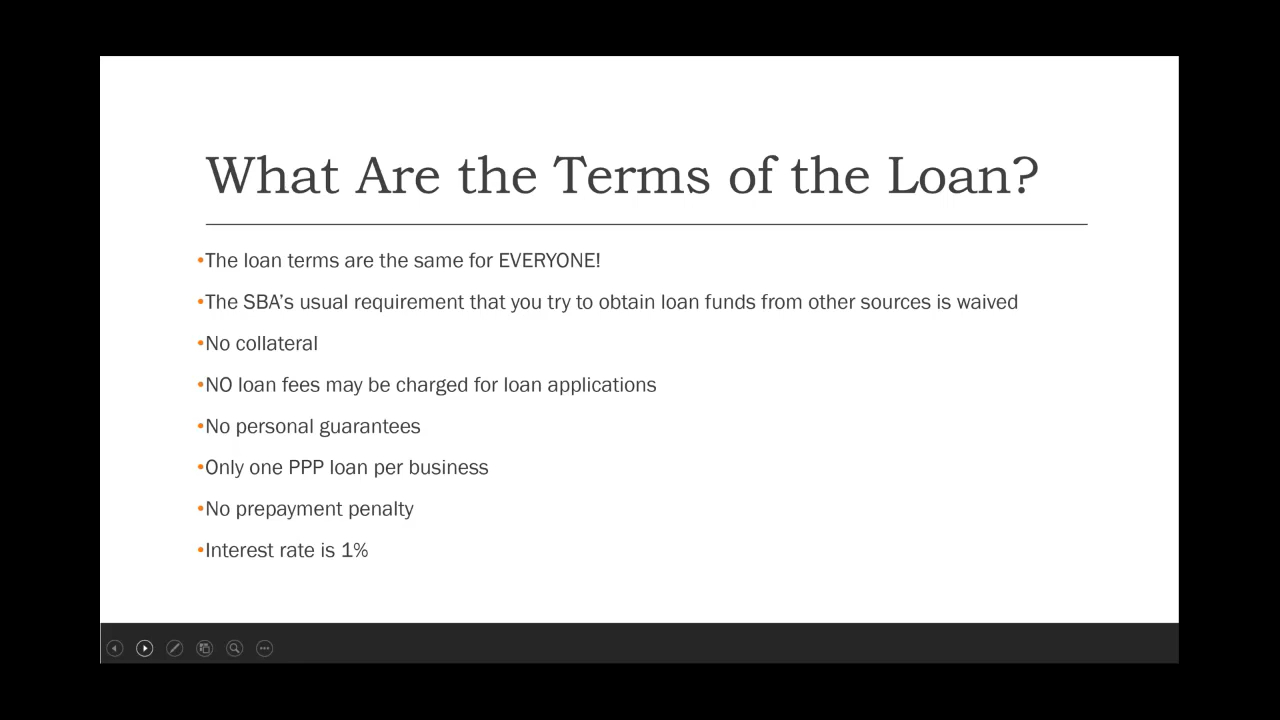 What Are the Terms of the Loan?
•The loan terms are the same for EVERYONE!
•The SBA’s usual requirement that you try to obtain loan funds from other sources is waived
•No collateral
•NO loan fees may be charged for loan applications
•No personal guarantees
•Only one PPP loan per business
•No prepayment penalty
•Interest rate is 1%